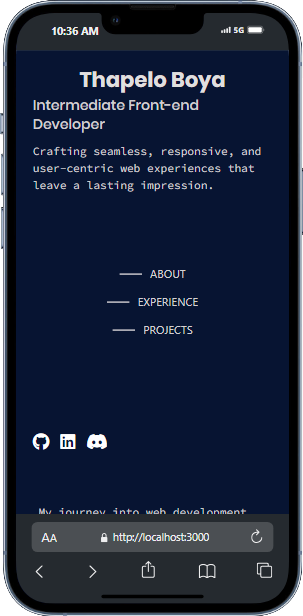 10:36 AM
5G
Thapelo Boya
Intermediate Front-end
Developer
Crafting seamless, responsive, and
user-centric web experiences that
leave a lasting impression.
ABOUT
EXPERIENCE
PROJECTS
in
My journey into web development
AA
http://localhost:3000